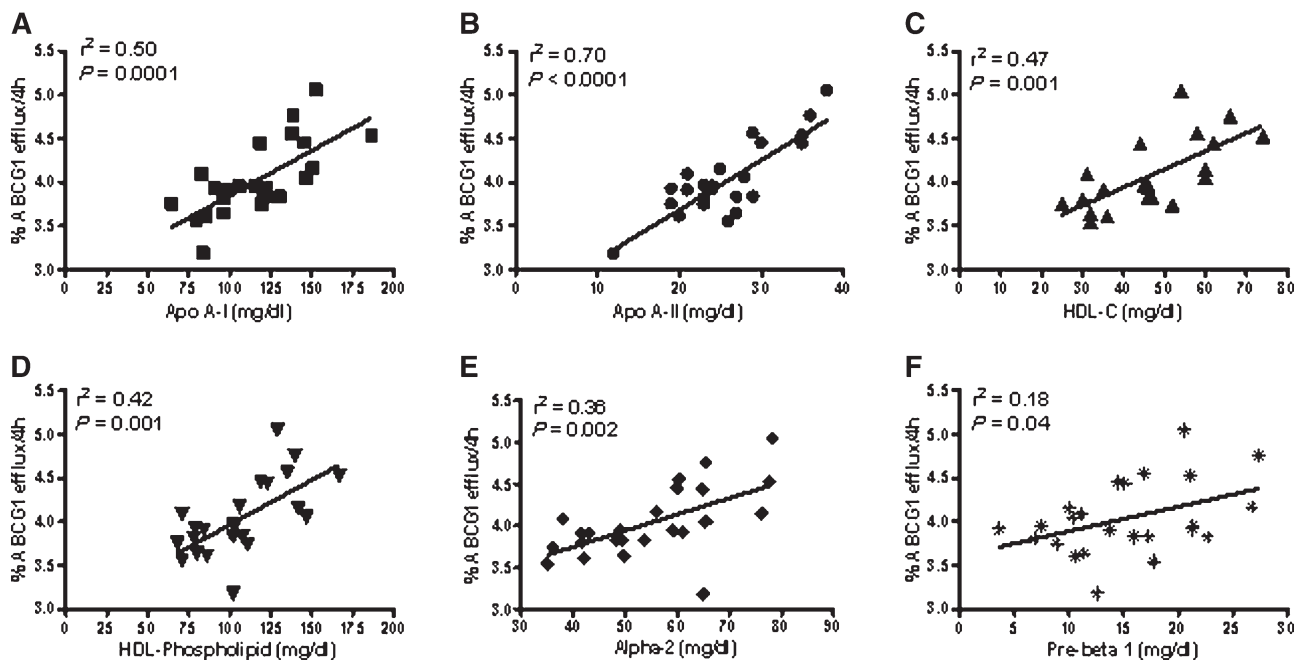 A
r² = 0.50
P = 0.0001
% A BCG1 efflux/4h
5.5
5.0
4.5
4.0
3.5
3.0
0 25 50 75 100 125 150 175 200
Apo A-I (mg/dl)
B
r² = 0.70
P < 0.0001
% A BCG1 efflux/4h
5.5
5.0
4.5
4.0
3.5
3.0
0 10 20 30 40
Apo A-II (mg/dl)
C
r² = 0.47
P = 0.001
% A BCG1 efflux/4h
5.5
5.0
4.5
4.0
3.5
3.0
0 10 20 30 40 50 60 70 80
HDL-C (mg/dl)
D
r² = 0.42
P = 0.001
% A BCG1 efflux/4h
5.5
5.0
4.5
4.0
3.5
3.0
0 25 50 75 100 125 150 175 200
HDL-Phospholipid (mg/dl)
E
r² = 0.36
P = 0.002
% A BCG1 efflux/4h
5.5
5.0
4.5
4.0
3.5
3.0
30 40 50 60 70 80 90
Alpha-2 (mg/dl)
F
r² = 0.18
P = 0.04
% A BCG1 efflux/4h
5.5
5.0
4.5
4.0
3.5
3.0
0 5 10 15 20 25 30
Pre-beta 1 (mg/dl)